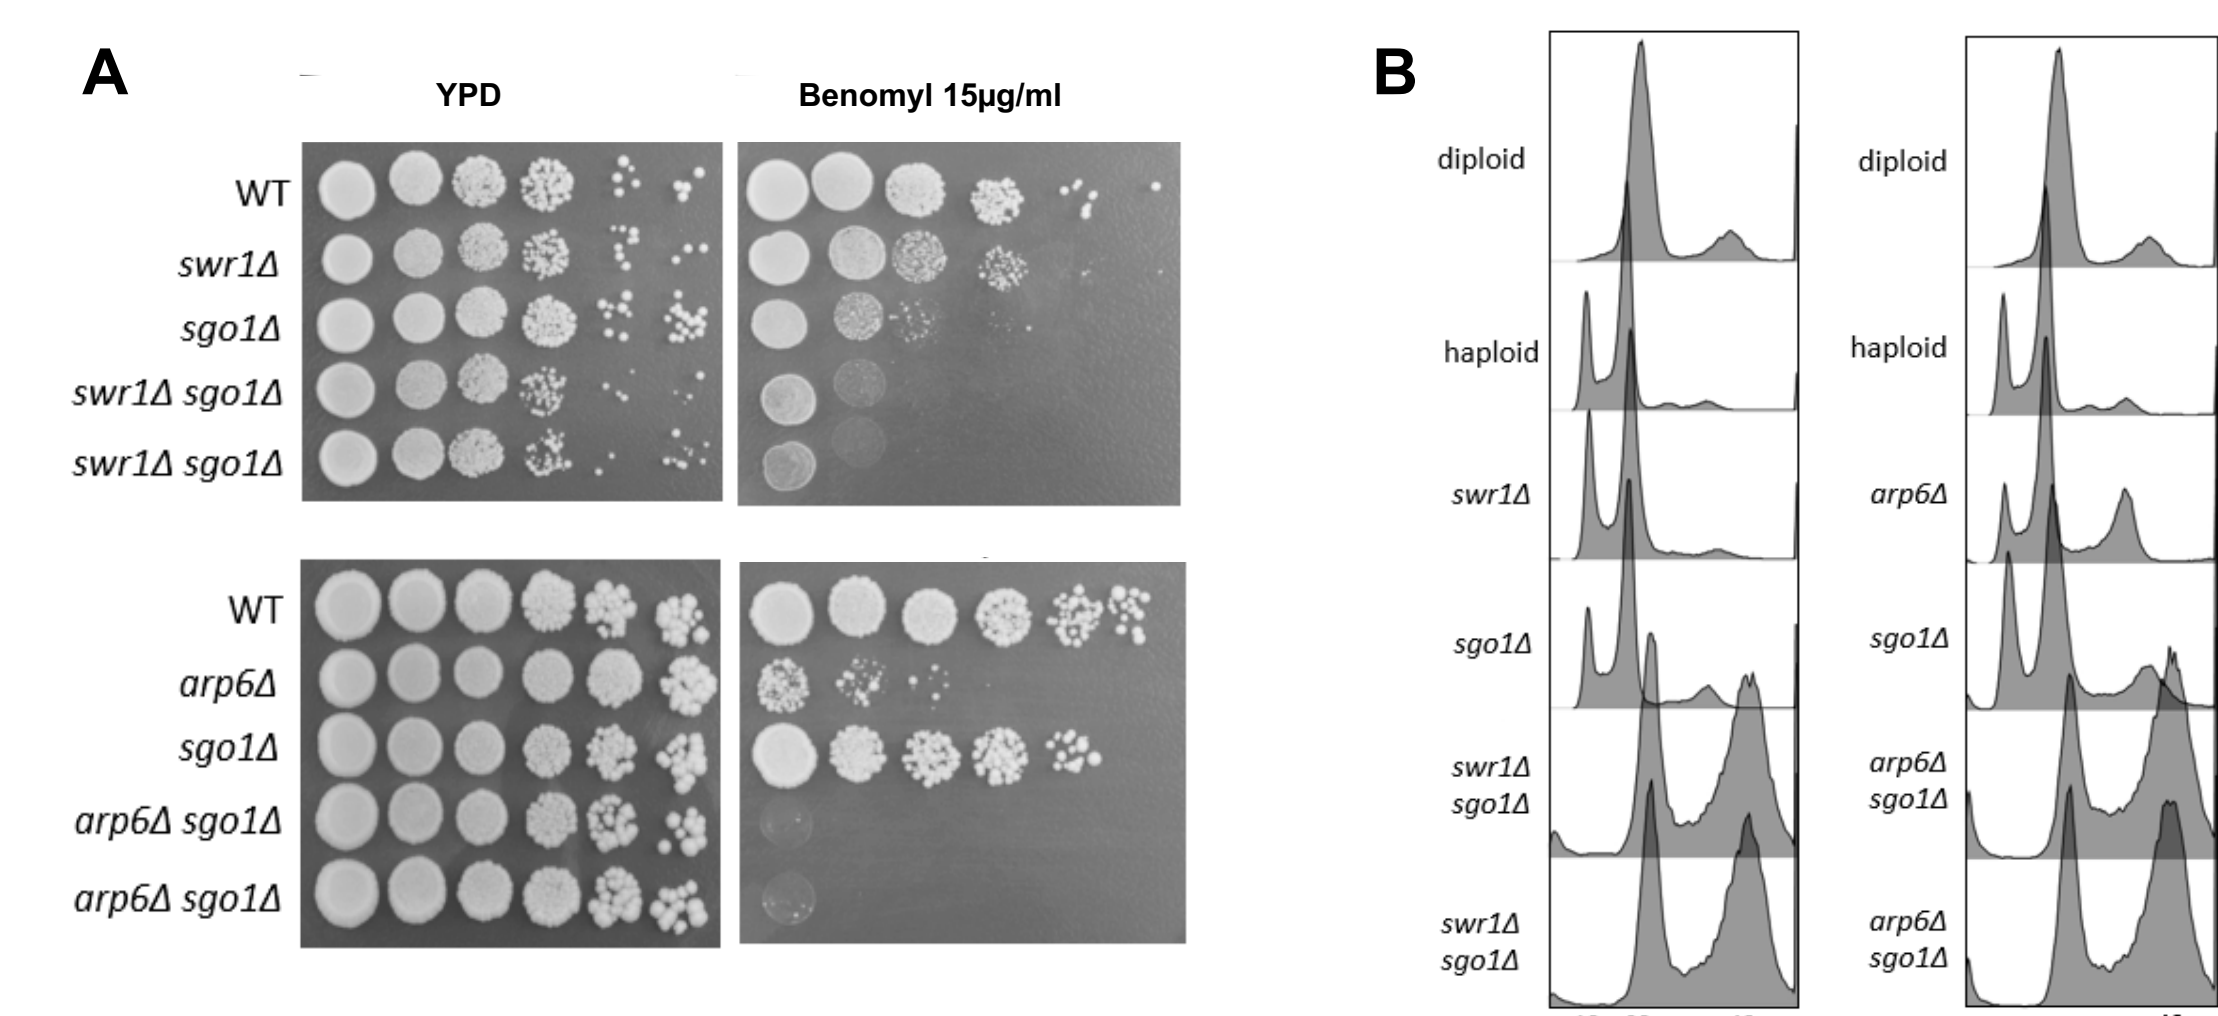 A
YPD
Benomyl 15µg/ml
WT
swr1Δ
sgo1Δ
swr1Δ sgo1Δ
swr1Δ sgo1Δ
WT
arp6Δ
sgo1Δ
arp6Δ sgo1Δ
arp6Δ sgo1Δ
B
diploid
haploid
swr1Δ
sgo1Δ
swr1Δ
sgo1Δ
swr1Δ
sgo1Δ
diploid
haploid
arp6Δ
sgo1Δ
arp6Δ
sgo1Δ
arp6Δ
sgo1Δ